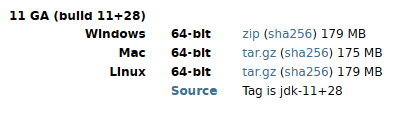 11 GA (build 11+28)
Windows 64-bit zip (sha256) 179 MB
Mac 64-bit tar.gz (sha256) 175 MB
Linux 64-bit tar.gz (sha256) 179 MB
Source Tag is jdk-11+28